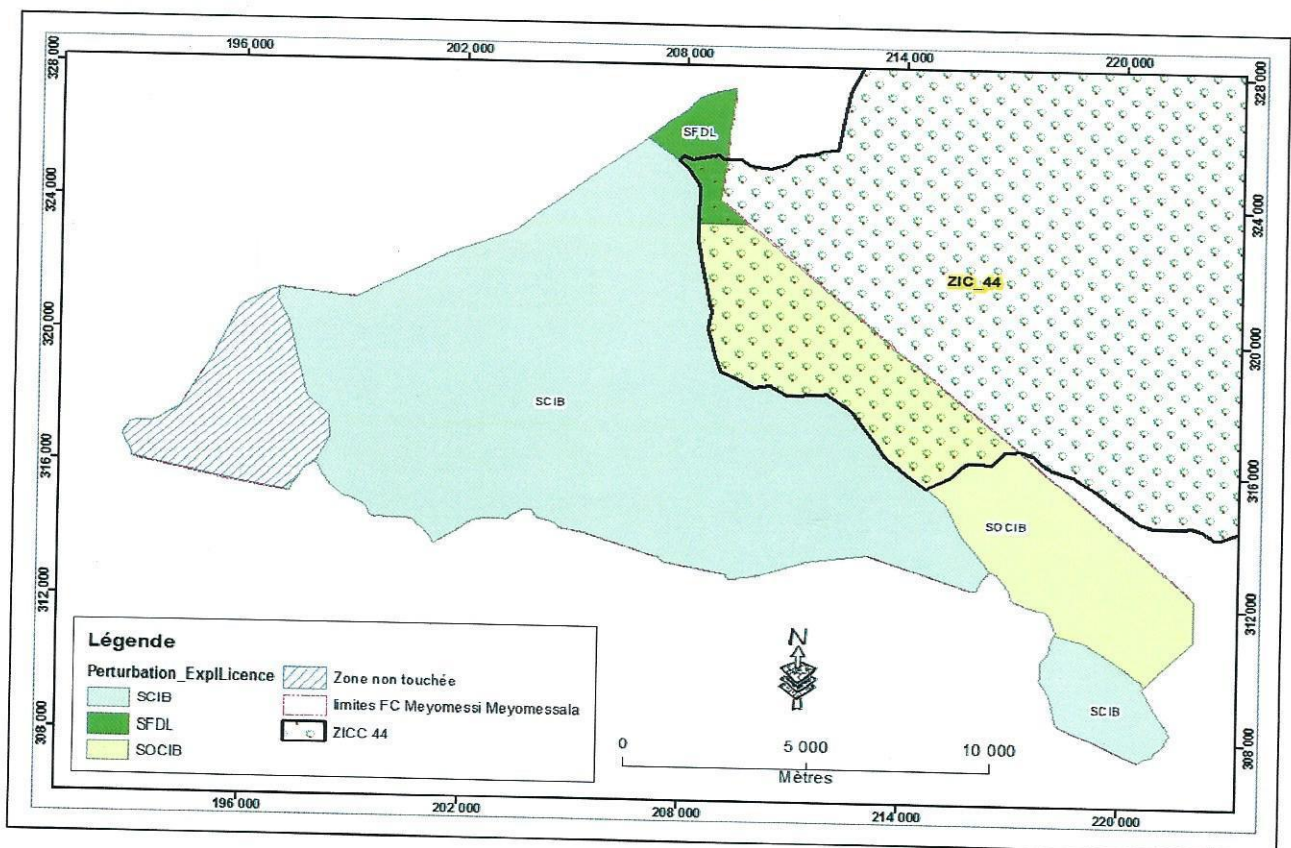 196 000 202 000 208 000 214 000 220 000
328 000 328 000
SFDL
324 000 324 000
ZIC_44
320 000 320 000
SCIB
316 000 316 000
SOCIB
312 000 312 000
SCIB
308 000 308 000
Légende
Perturbation_ExplLicence
SCIB
SFDL
SOCIB
Zone non touchée
limites FC Meyomessi Meyomessala
ZICC 44
N
0 5 000 10 000
Mètres
196 000 202 000 208 000 214 000 220 000